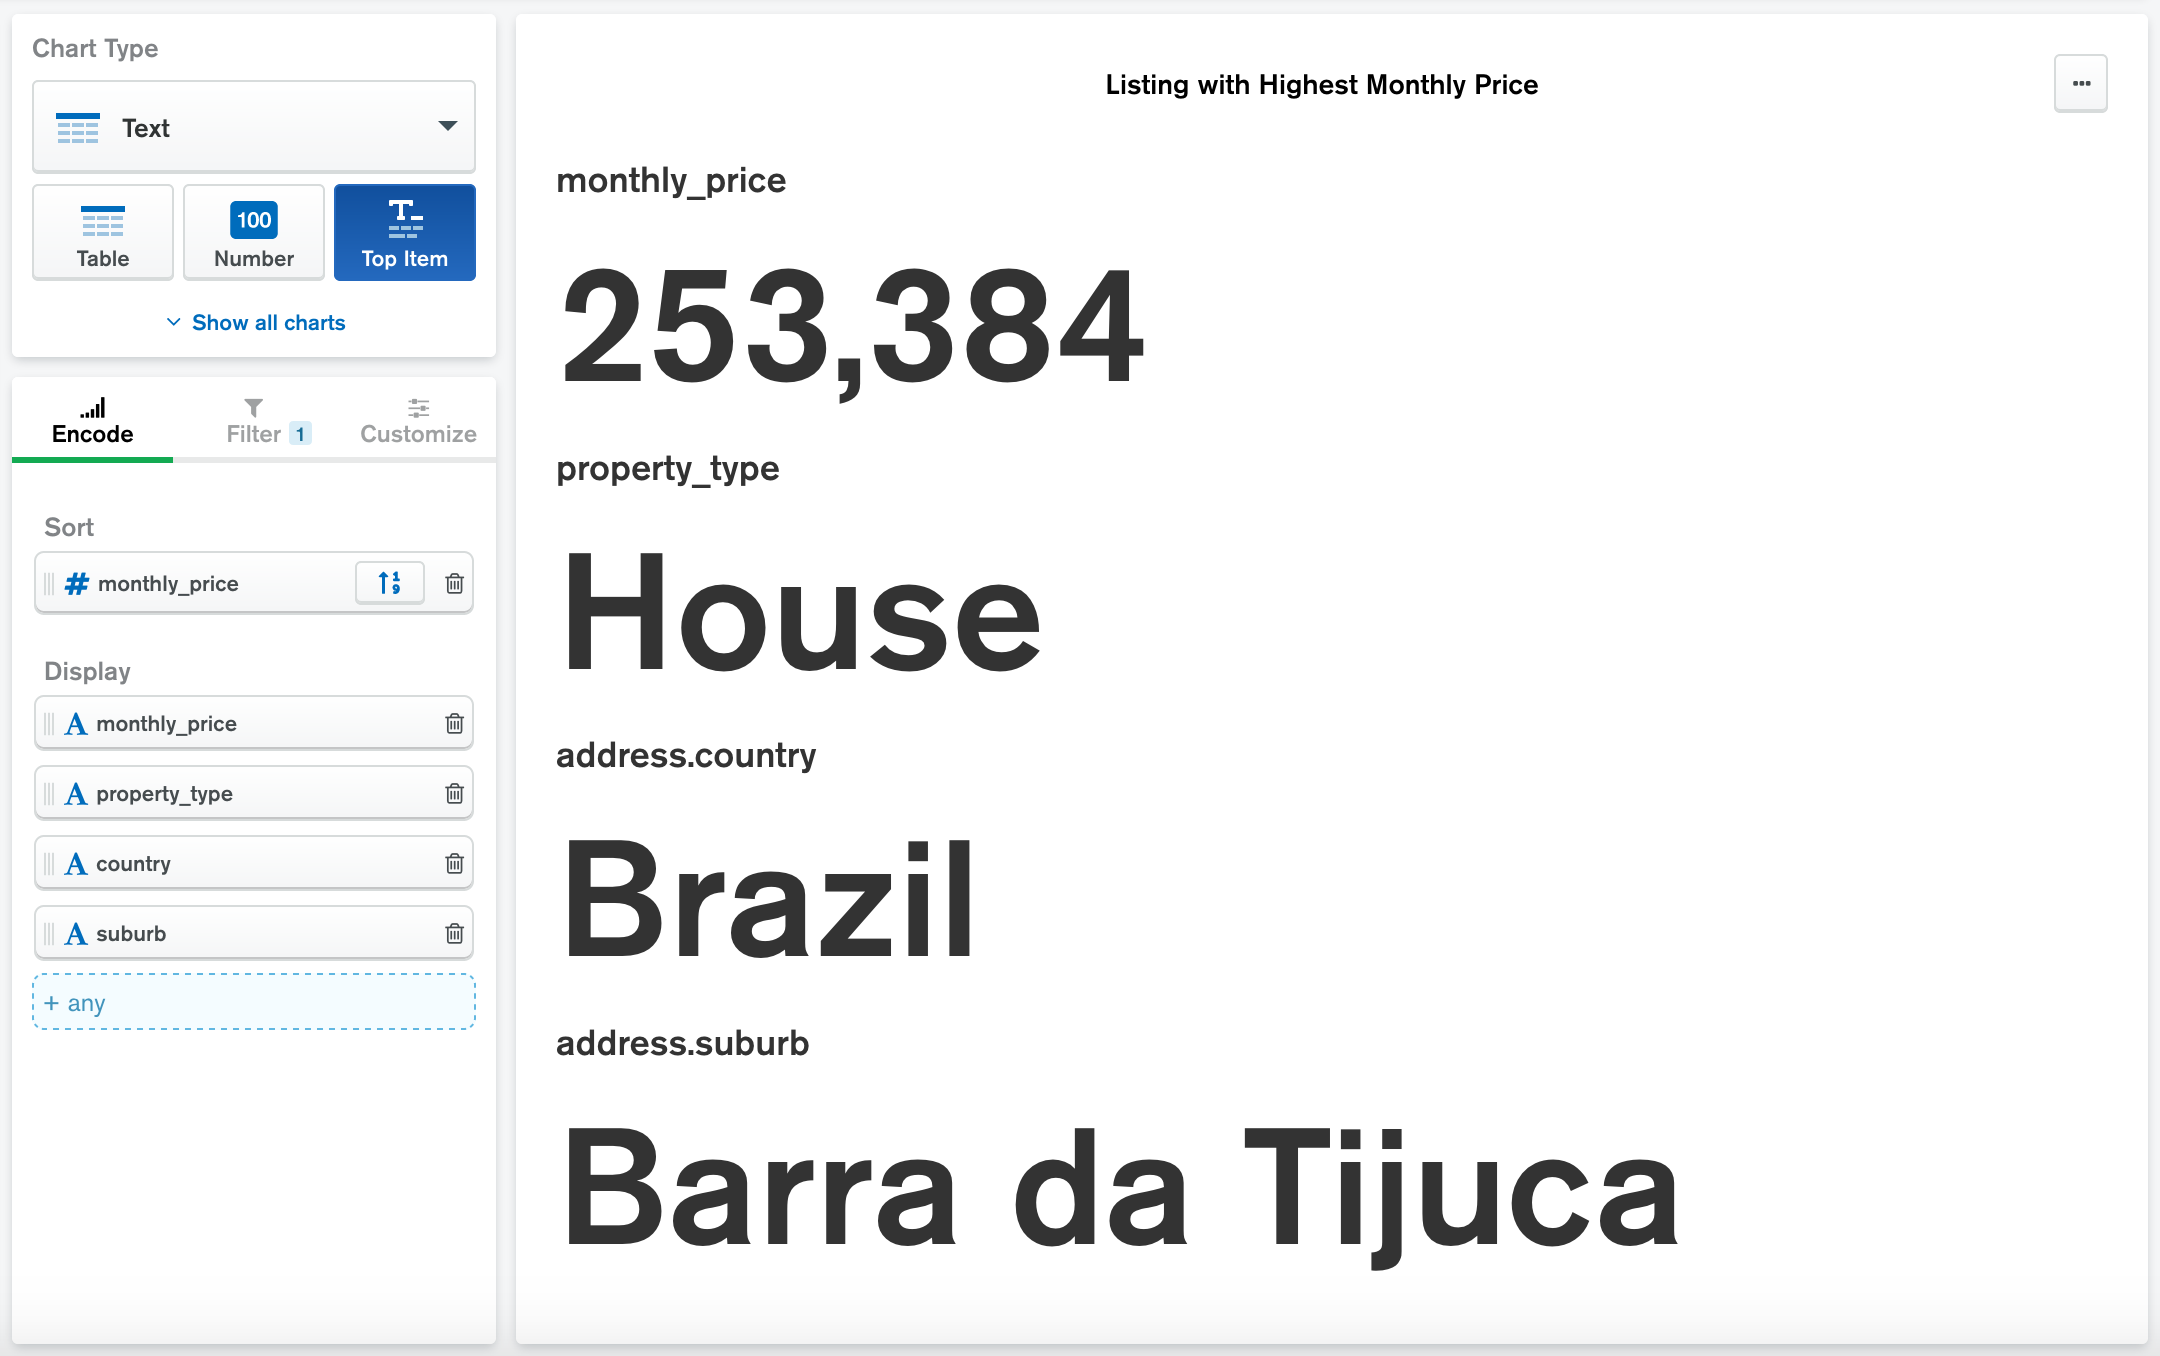 Chart Type
Text
Table
100
Number
T
Top Item
Show all charts
Encode
Filter 1
Customize
Sort
# monthly_price
1
9
Display
A monthly_price
A property_type
A country
A suburb
+ any
Listing with Highest Monthly Price
...
monthly_price
253,384
property_type
House
address.country
Brazil
address.suburb
Barra da Tijuca